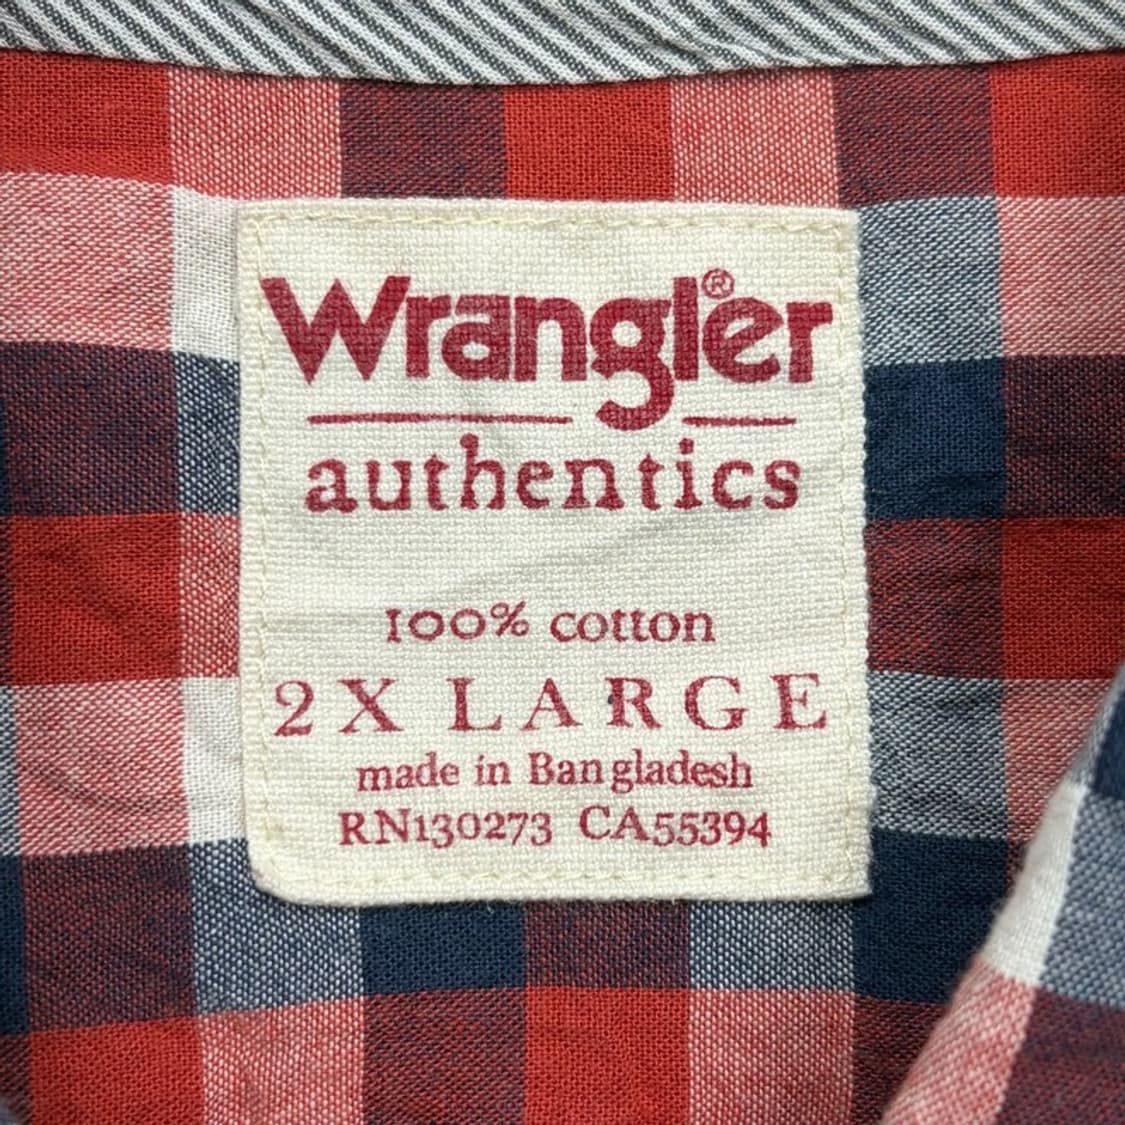 Wrangler®
authentics
100% cotton
2X LARGE
made in Bangladesh
RN130273 CA55394